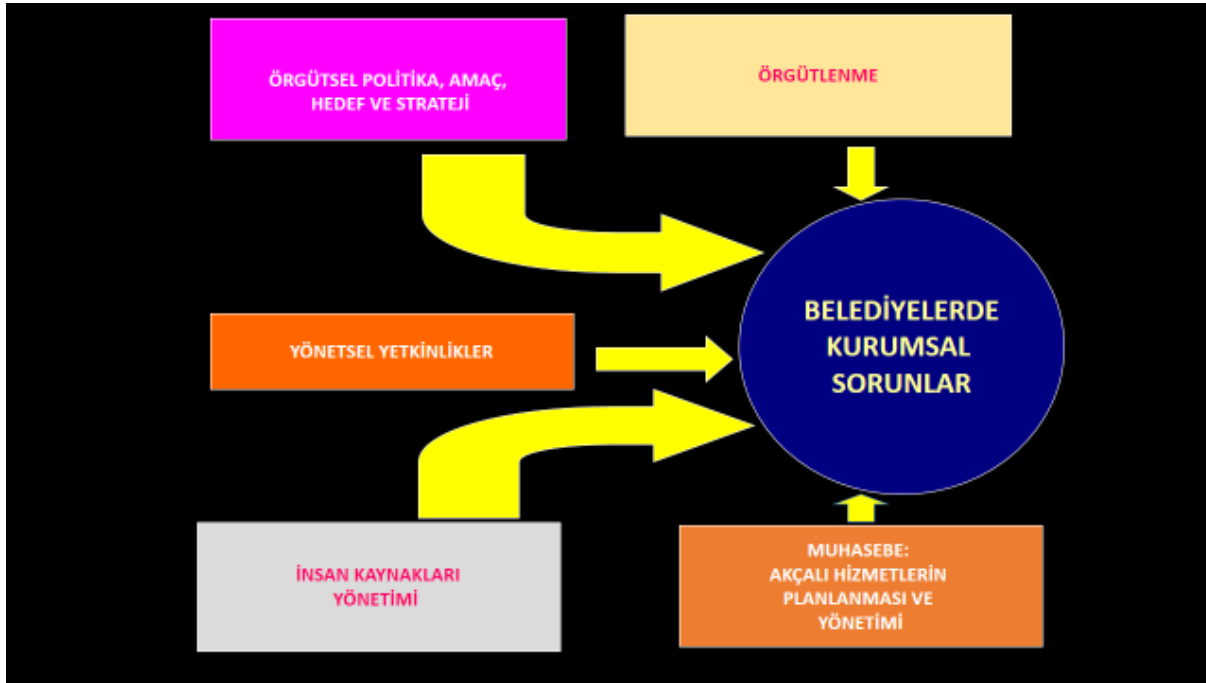 ÖRGÜTSEL POLİTİKA, AMAÇ,
HEDEF VE STRATEJİ
ÖRGÜTLENME
YÖNETSEL YETKİNLİKLER
BELEDİYELERDE
KURUMSAL
SORUNLAR
İNSAN KAYNAKLARI
YÖNETİMİ
MUHASEBE:
AKÇALI HİZMETLERİN
PLANLANMASI VE
YÖNETİMİ